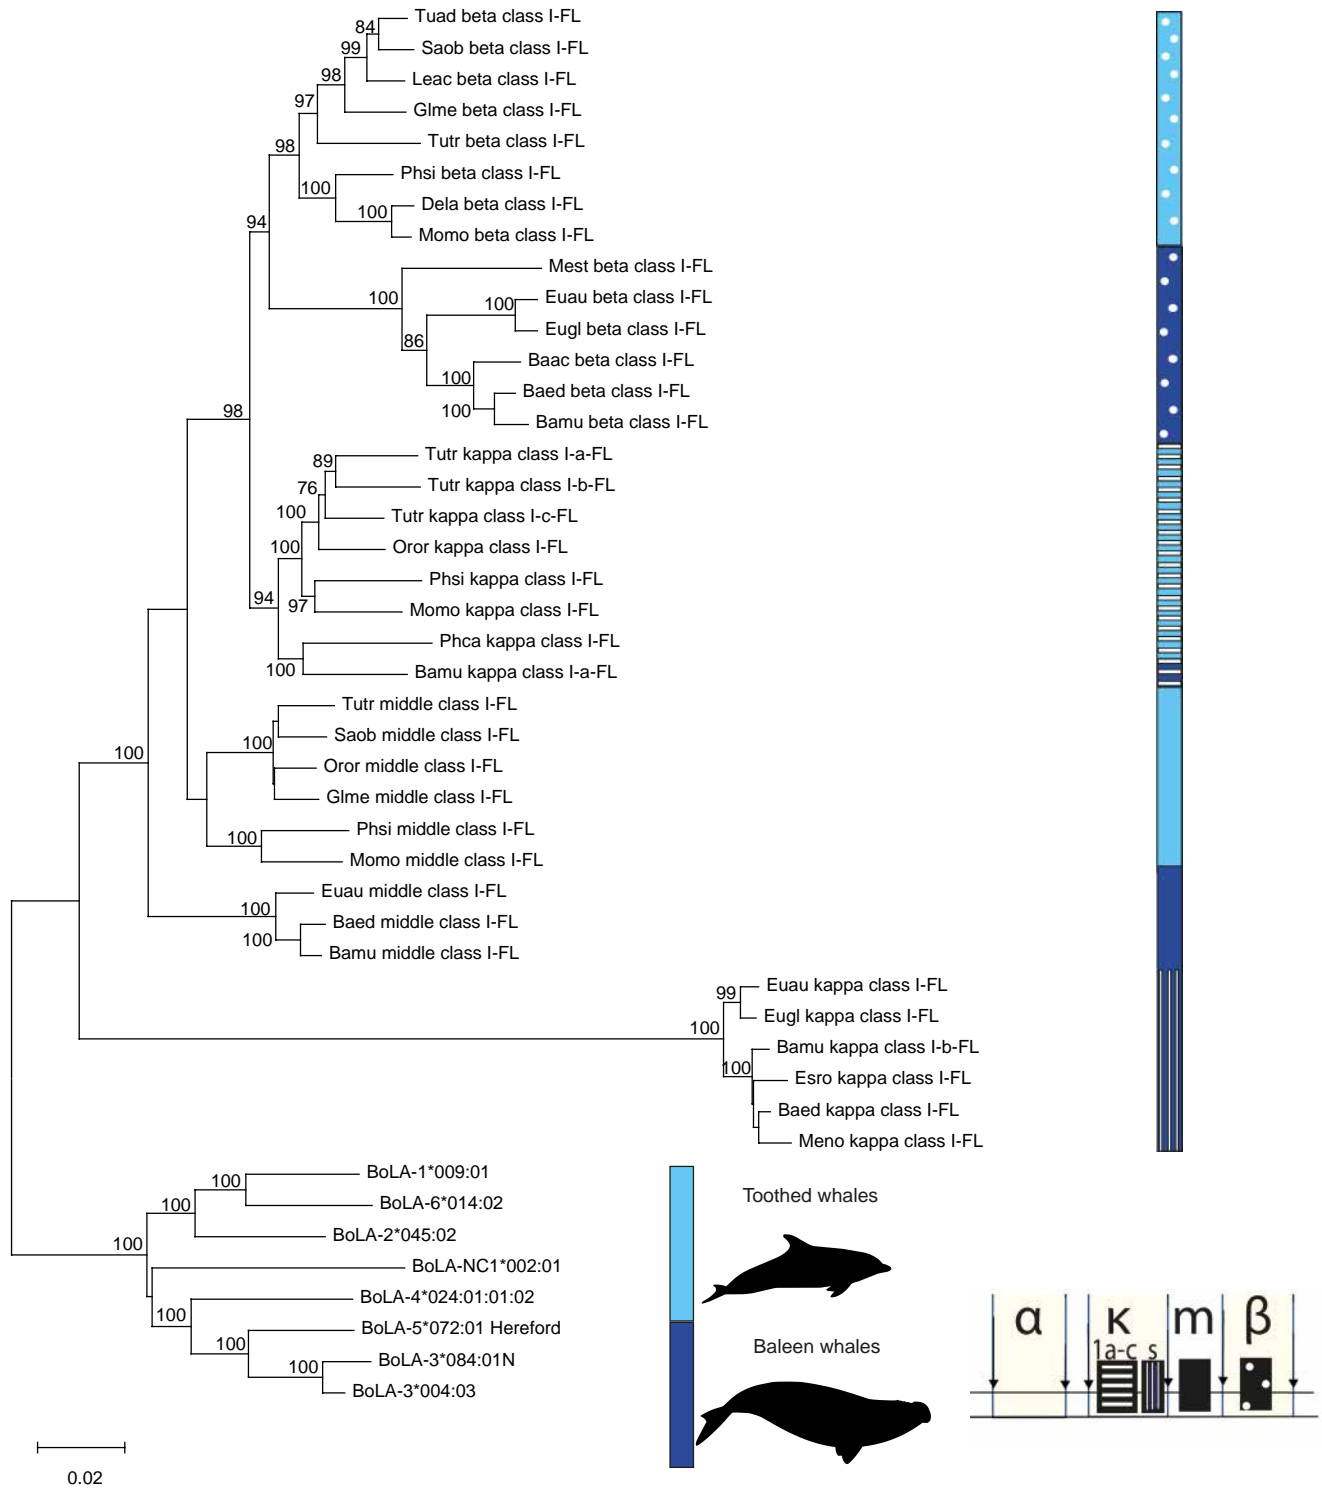 Tuad beta class I-FL
84
Saob beta class I-FL
99
Leac beta class I-FL
98
Glme beta class I-FL
97
Tutr beta class I-FL
98
Phsi beta class I-FL
100
Dela beta class I-FL
100
Momo beta class I-FL
94
Mest beta class I-FL
100
Euau beta class I-FL
100
Eugl beta class I-FL
86
Baac beta class I-FL
100
Baed beta class I-FL
100
Bamu beta class I-FL
98
Tutr kappa class I-a-FL
89
Tutr kappa class I-b-FL
76
Tutr kappa class I-c-FL
100
Oror kappa class I-FL
100
Phsi kappa class I-FL
94
97
Momo kappa class I-FL
Phca kappa class I-FL
100
Bamu kappa class I-a-FL
Tutr middle class I-FL
Saob middle class I-FL
100
100
Oror middle class I-FL
Glme middle class I-FL
Phsi middle class I-FL
100
Momo middle class I-FL
Euau middle class I-FL
100
Baed middle class I-FL
100
Bamu middle class I-FL
Euau kappa class I-FL
99
Eugl kappa class I-FL
100
Bamu kappa class I-b-FL
100
Esro kappa class I-FL
Baed kappa class I-FL
Meno kappa class I-FL
BoLA-1*009:01
100
BoLA-6*014:02
100
BoLA-2*045:02
100
BoLA-NC1*002:01
BoLA-4*024:01:01:02
100
BoLA-5*072:01 Hereford
100
BoLA-3*084:01N
100
BoLA-3*004:03
0.02
Toothed whales
Baleen whales
α κ m β
1a-c s